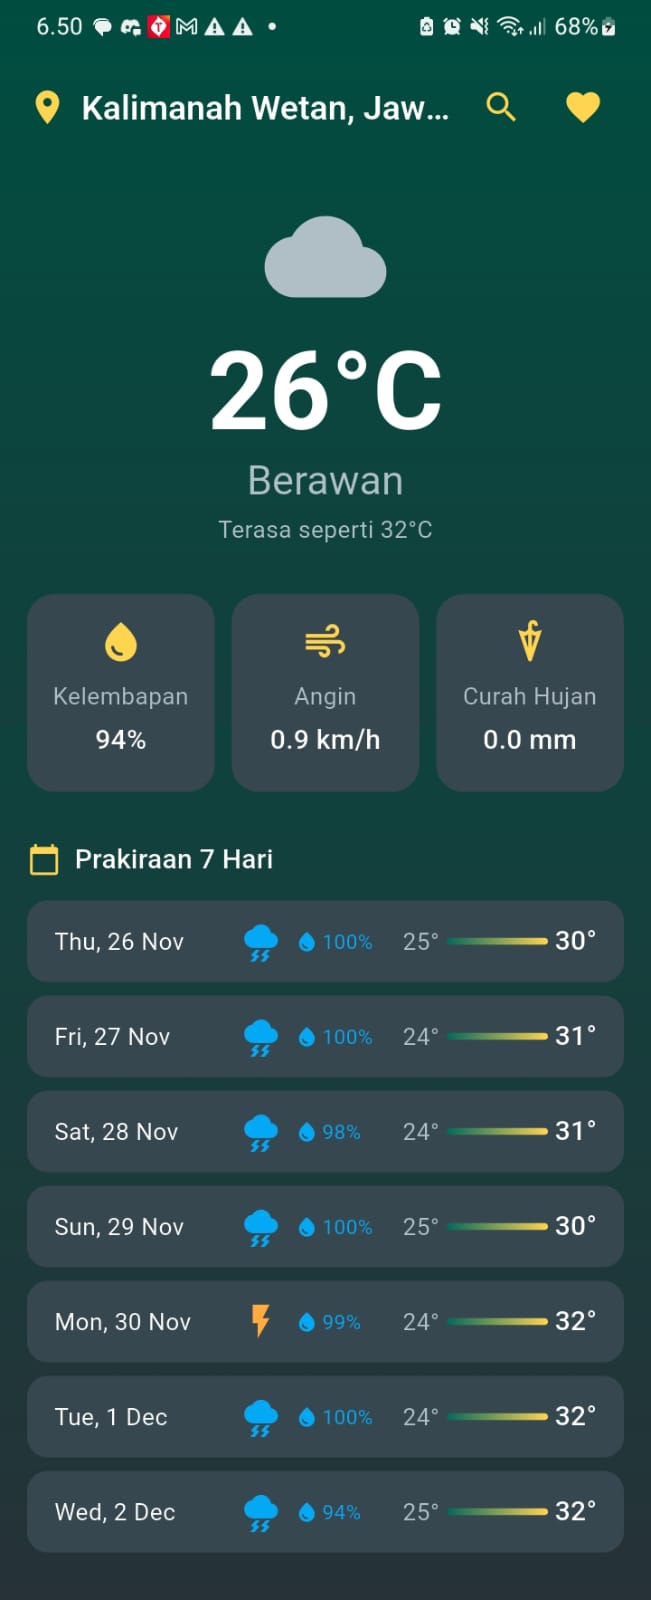 6.50 68%
Kalimanah Wetan, Jaw...
26°C
Berawan
Terasa seperti 32°C
Kelembapan Angin Curah Hujan
94% 0.9 km/h 0.0 mm
Prakiraan 7 Hari
Thu, 26 Nov 100% 25° 30°
Fri, 27 Nov 100% 24° 31°
Sat, 28 Nov 98% 24° 31°
Sun, 29 Nov 100% 25° 30°
Mon, 30 Nov 99% 24° 32°
Tue, 1 Dec 100% 24° 32°
Wed, 2 Dec 94% 25° 32°